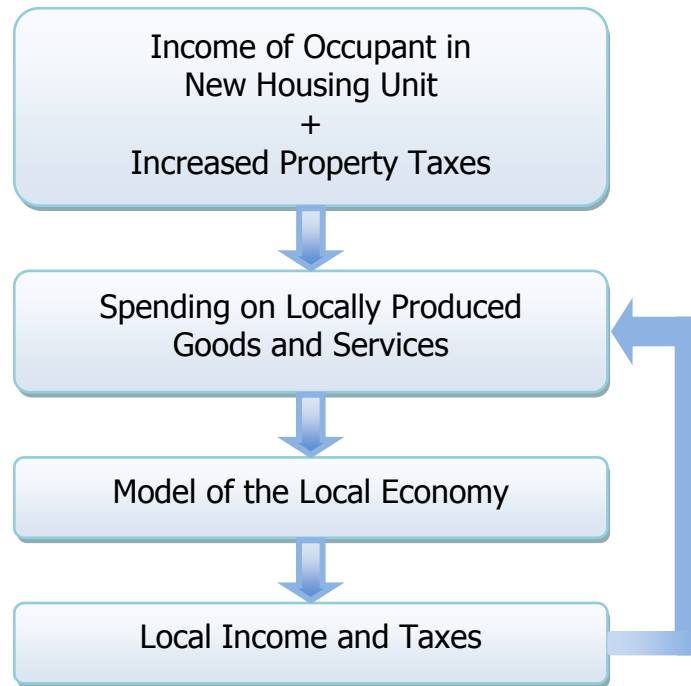 Income of Occupant in
New Housing Unit
+
Increased Property Taxes
Spending on Locally Produced
Goods and Services
Model of the Local Economy
Local Income and Taxes